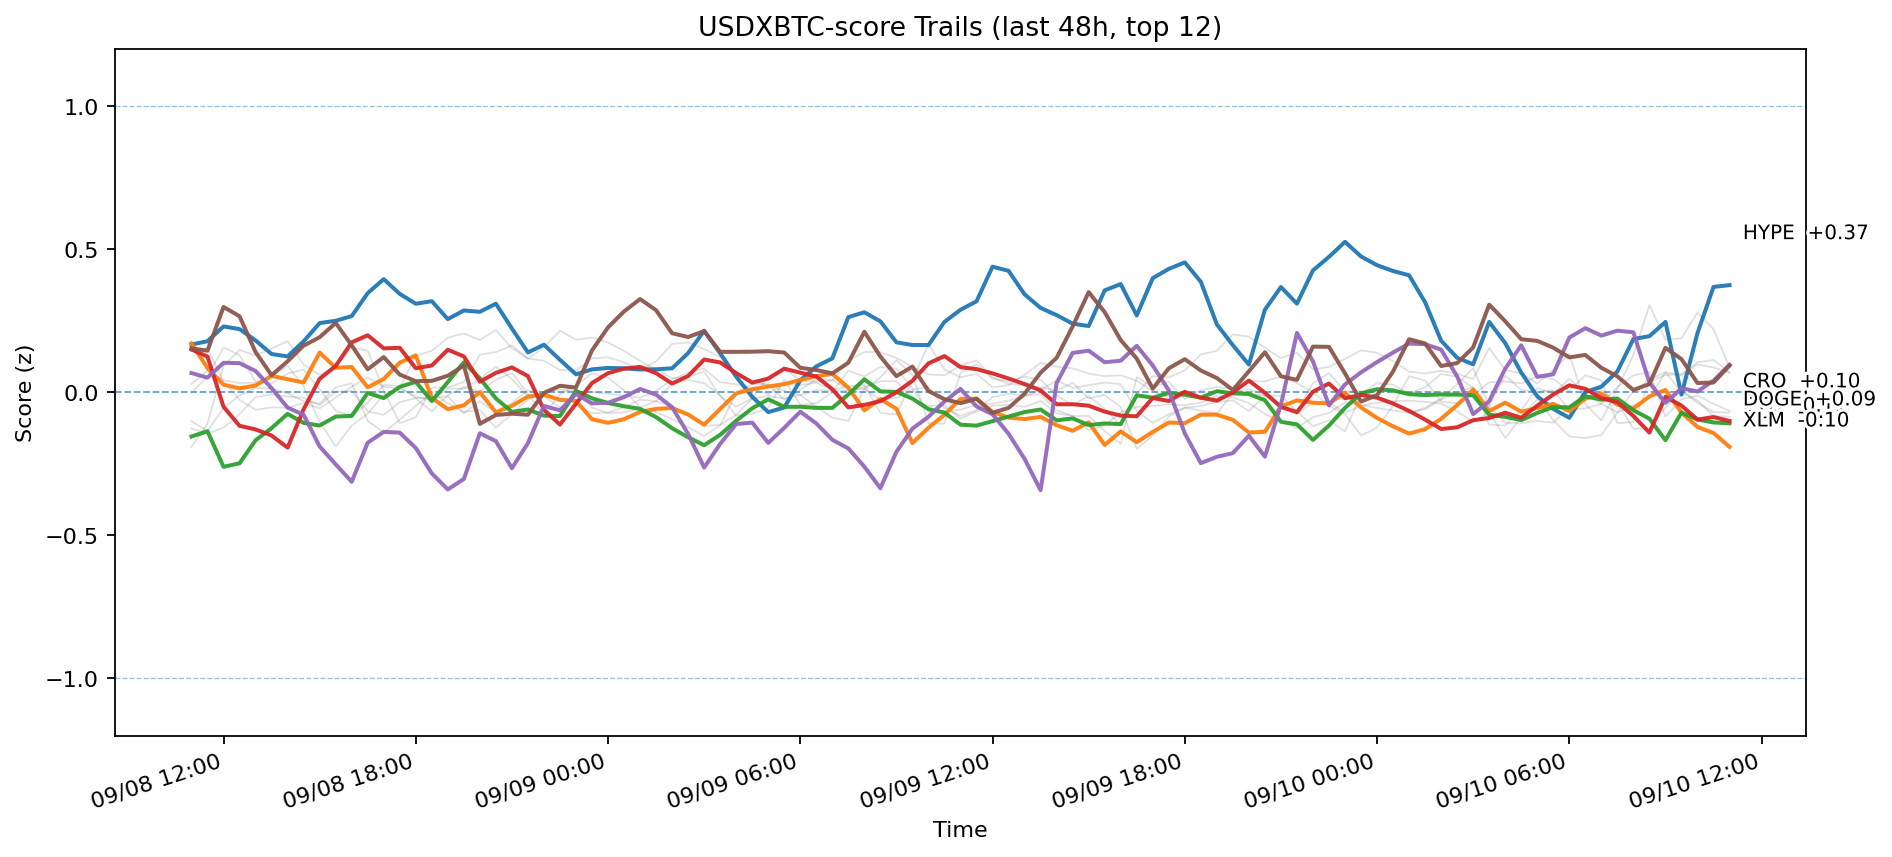 USDXBTC-score Trails (last 48h, top 12)
Score (z)
1.0
0.5
0.0
−0.5
−1.0
HYPE +0.37
CRO +0.10
DOGE +0.09
XLM -0.10
09/08 12:00
09/08 18:00
09/09 00:00
09/09 06:00
09/09 12:00
09/09 18:00
09/10 00:00
09/10 06:00
09/10 12:00
Time